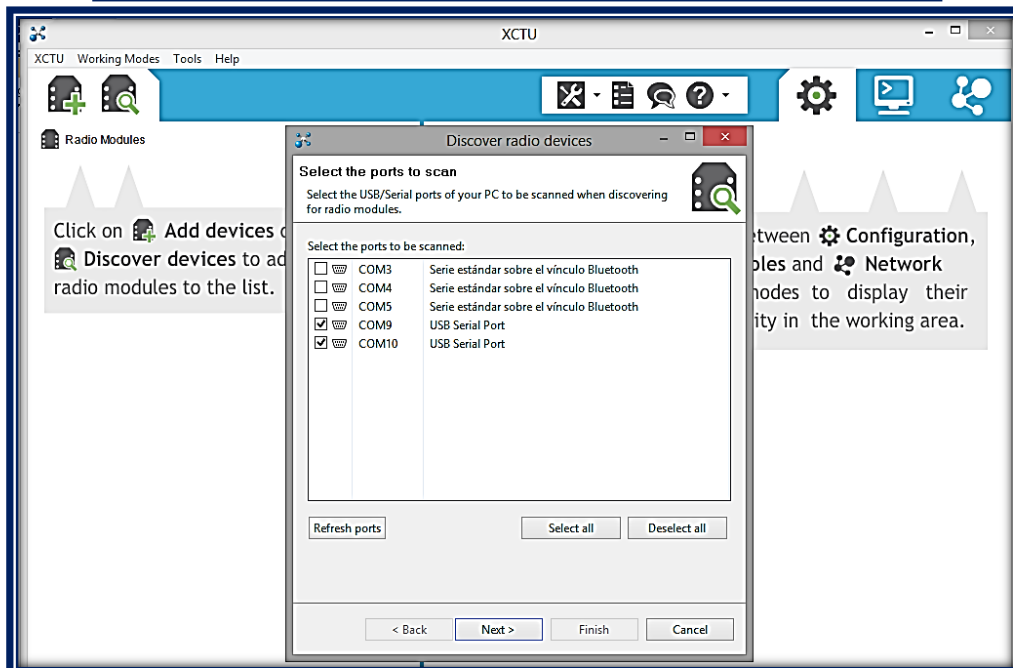 XCTU
XCTU Working Modes Tools Help
Radio Modules
Click on Add devices
Discover devices to ad
radio modules to the list.
Discover radio devices
Select the ports to scan
Select the USB/Serial ports of your PC to be scanned when discovering
for radio modules.
Select the ports to be scanned:
COM3 Serie estándar sobre el vínculo Bluetooth
COM4 Serie estándar sobre el vínculo Bluetooth
COM5 Serie estándar sobre el vínculo Bluetooth
COM9 USB Serial Port
COM10 USB Serial Port
Refresh ports Select all Deselect all
< Back Next > Finish Cancel
tween Configuration,
les and Network
odes to display their
ity in the working area.